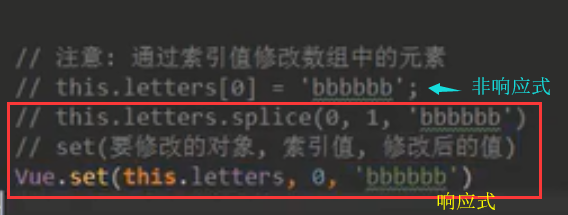 // 注意: 通过索引值修改数组中的元素
// this.letters[0] = 'bbbbbb'; 非响应式
// this.letters.splice(0, 1, 'bbbbbb')
// set(要修改的对象, 索引值, 修改后的值)
Vue.set(this.letters, 0, 'bbbbbb')
响应式